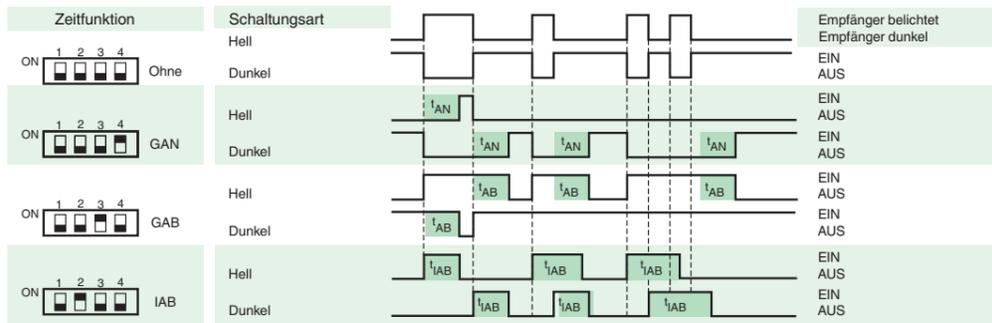 Zeitfunktion Schaltungsart Empfänger belichtet
Empfänger dunkel
Hell
1 2 3 4
ON
Ohne
Dunkel
EIN
AUS
tAN
EIN
Hell
AUS
1 2 3 4
ON
GAN
Dunkel
tAN tAN tAN
EIN
AUS
Hell
tAB tAB tAB
EIN
AUS
1 2 3 4
ON
GAB
Dunkel
tAB
EIN
AUS
Hell
tIAB tIAB tIAB
EIN
AUS
1 2 3 4
ON
IAB
Dunkel
tIAB tIAB tIAB
EIN
AUS